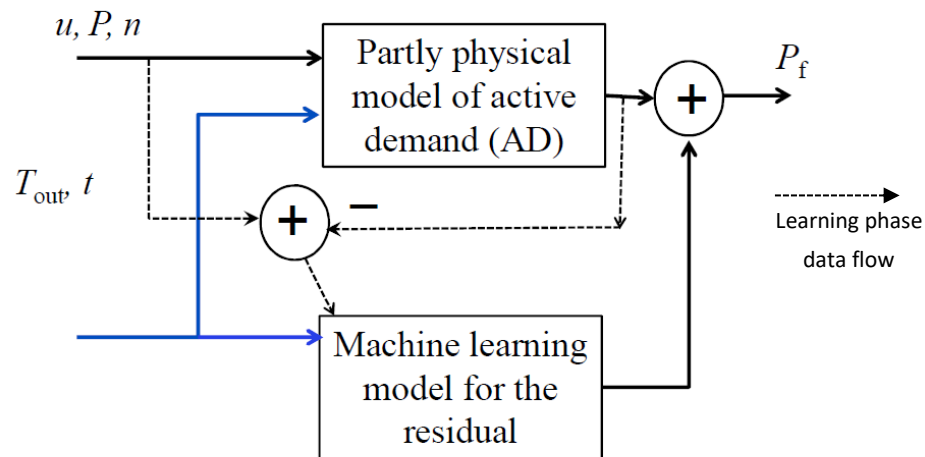 u, P, n
Partly physical
model of active
demand (AD)
+
P_f
T_out, t
+
−
Learning phase
data flow
Machine learning
model for the
residual